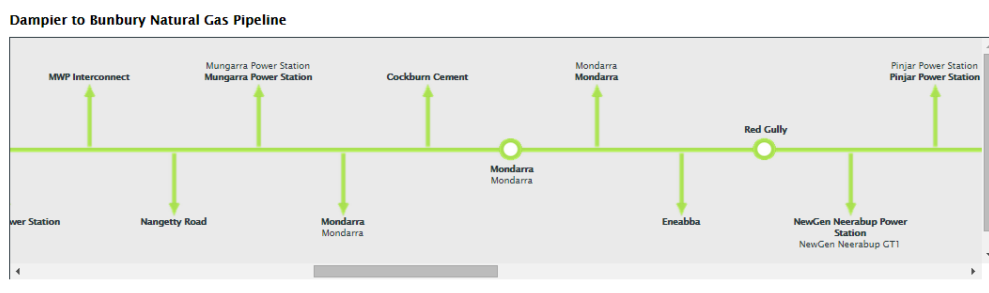 Dampier to Bunbury Natural Gas Pipeline
Mungarra Power Station
Mondarra
Pinjar Power Station
MWP Interconnect
Mungarra Power Station
Cockburn Cement
Mondarra
Pinjar Power Station
Red Gully
Mondarra
Mondarra
wer Station
Nangetty Road
Mondarra
Mondarra
Eneabba
NewGen Neerabup Power
Station
NewGen Neerabup GT1